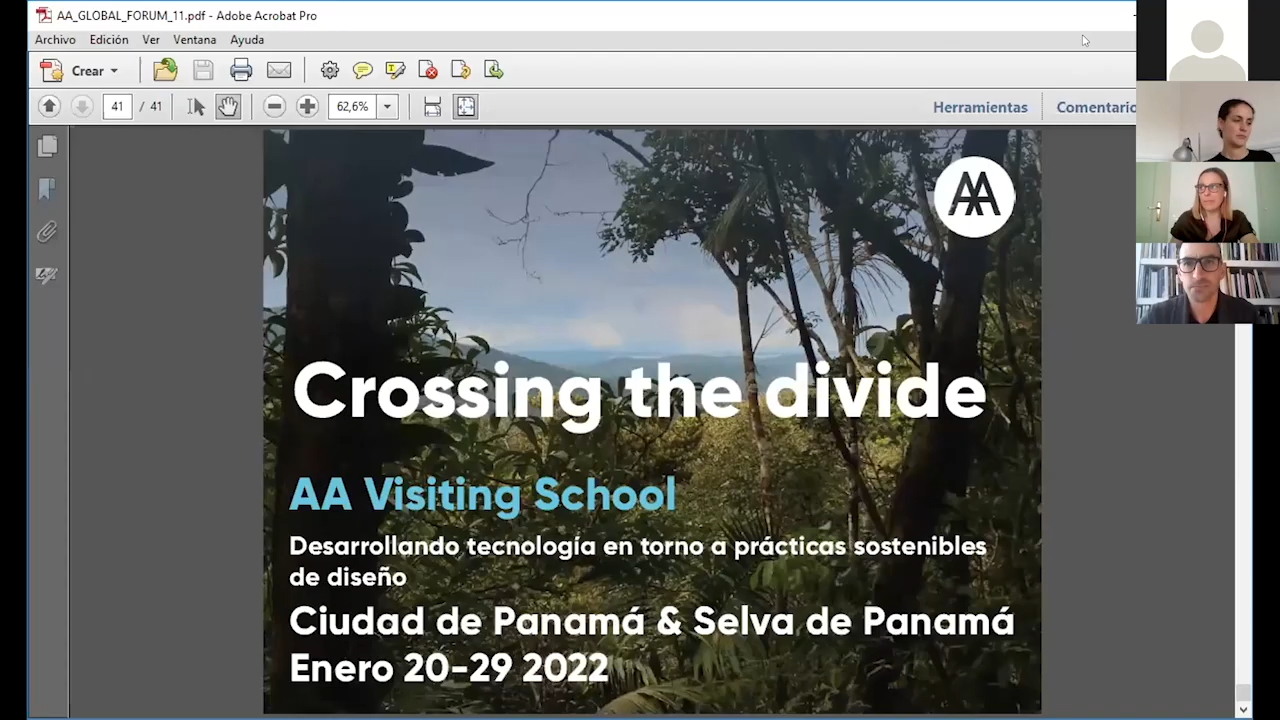 AA_GLOBAL_FORUM_11.pdf - Adobe Acrobat Pro
Archivo Edición Ver Ventana Ayuda
Crear
41 / 41 62,6% Herramientas Comentario
AA
Crossing the divide
AA Visiting School
Desarrollando tecnología en torno a prácticas sostenibles
de diseño
Ciudad de Panamá & Selva de Panamá
Enero 20-29 2022